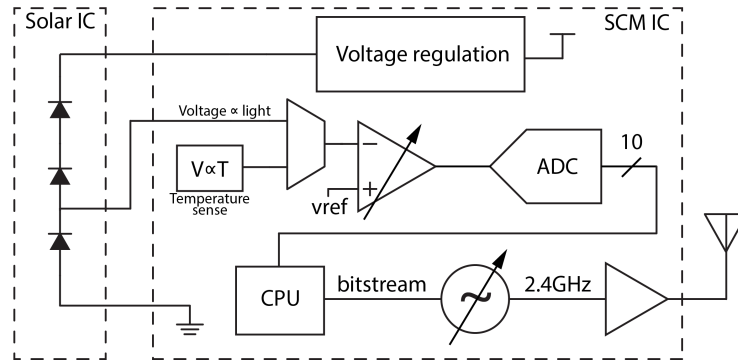 Solar IC
SCM IC
Voltage regulation
Voltage ∝ light
V∝T
Temperature
sense
−
+
vref
ADC
10
CPU
bitstream
~
2.4GHz